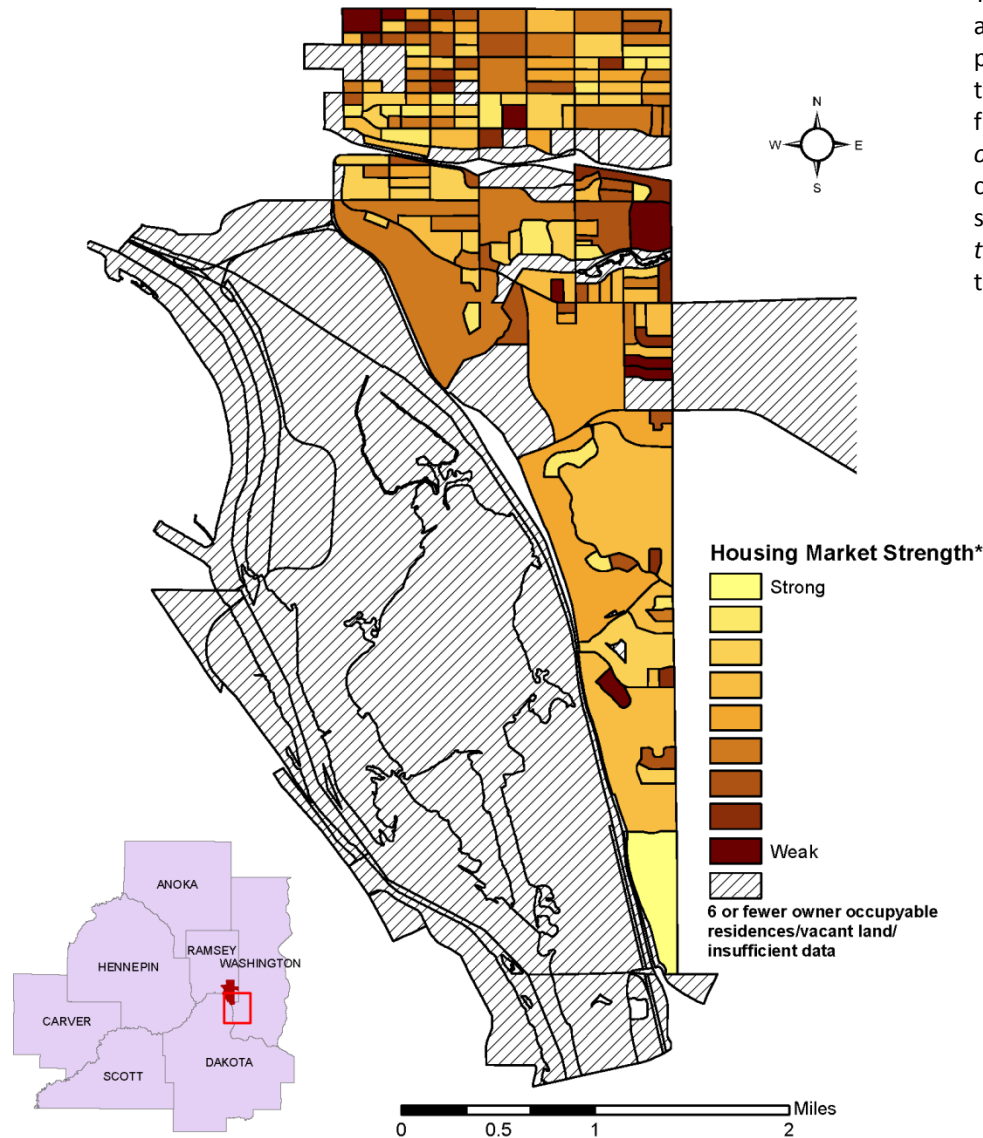 N
W E
S
Housing Market Strength*
Strong
Weak
6 or fewer owner occupyable
residences/vacant land/
insufficient data
ANOKA
RAMSEY
HENNEPIN
WASHINGTON
CARVER
SCOTT
DAKOTA
Miles
0 0.5 1 2